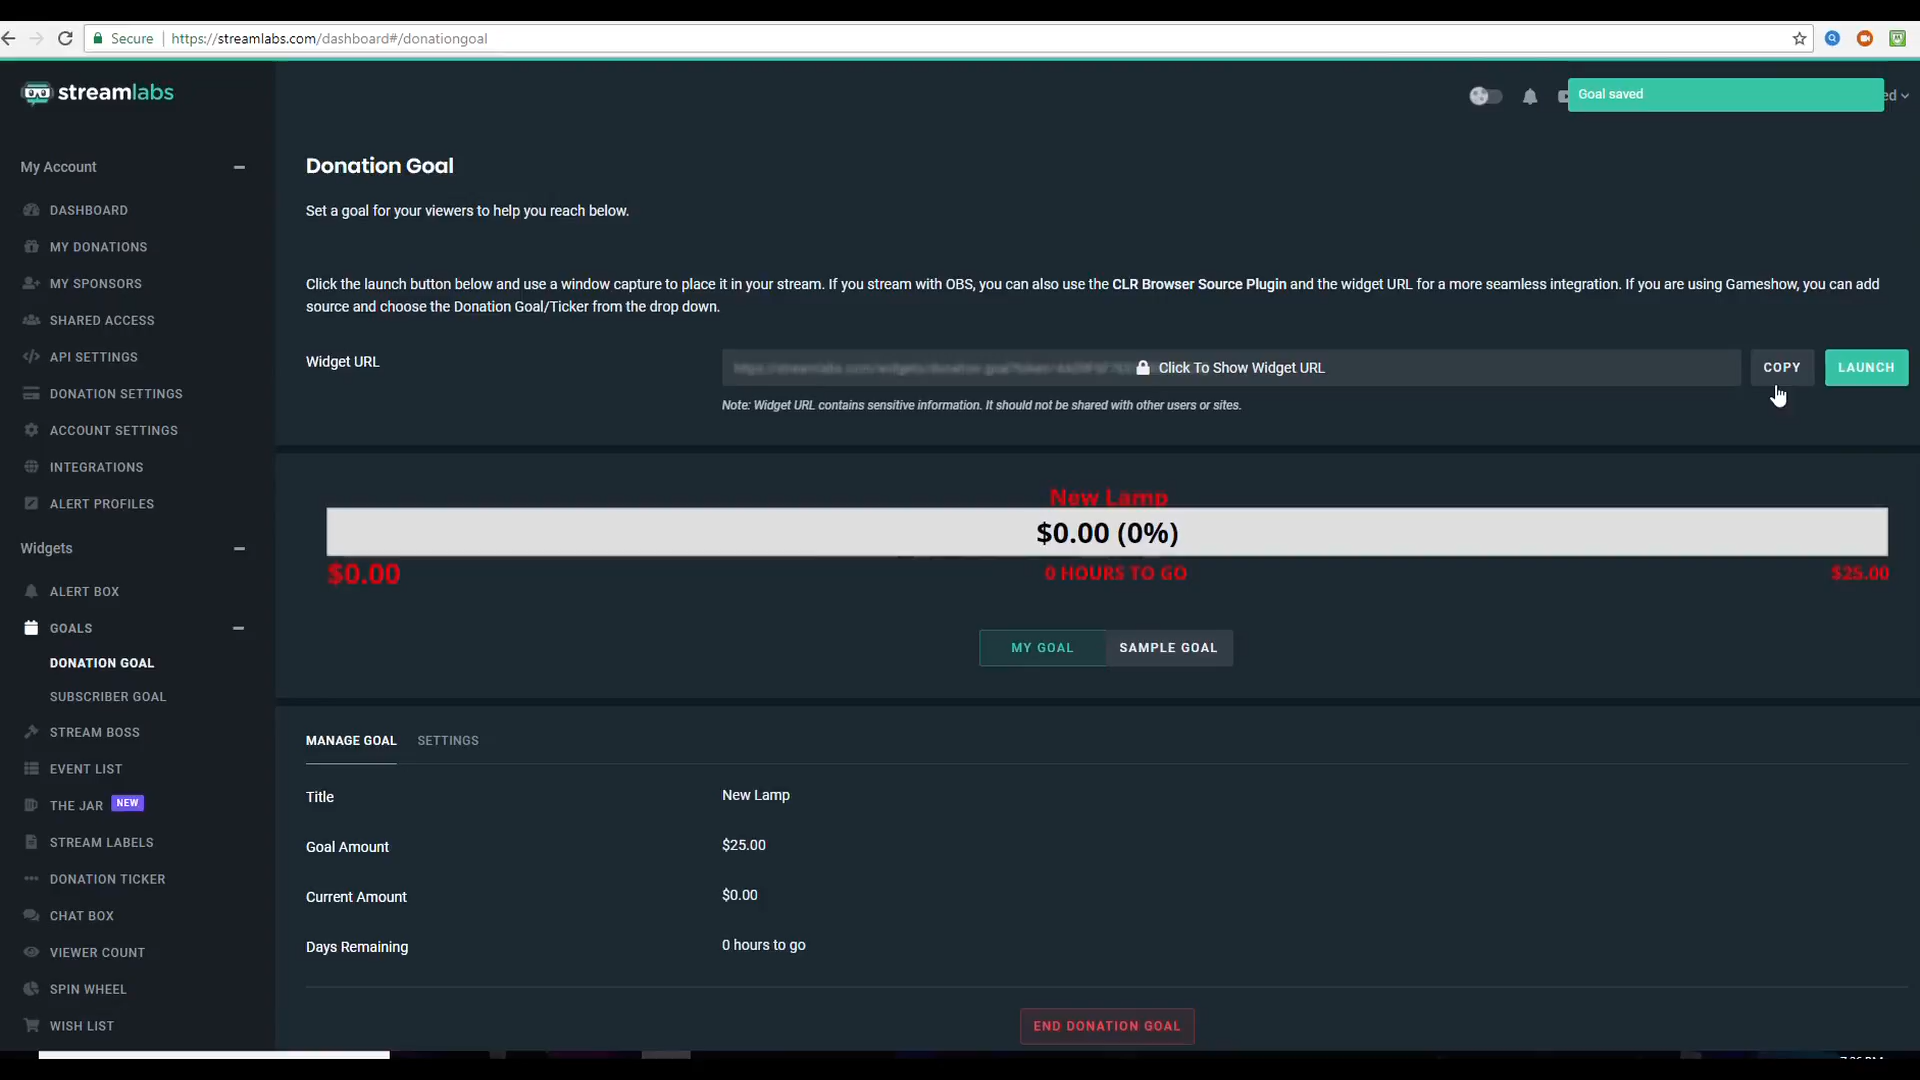 Secure | https://streamlabs.com/dashboard#/donationgoal
streamlabs
Goal saved
ed
My Account
DASHBOARD
MY DONATIONS
MY SPONSORS
SHARED ACCESS
API SETTINGS
DONATION SETTINGS
ACCOUNT SETTINGS
INTEGRATIONS
ALERT PROFILES
Widgets
ALERT BOX
GOALS
DONATION GOAL
SUBSCRIBER GOAL
STREAM BOSS
EVENT LIST
THE JAR NEW
STREAM LABELS
DONATION TICKER
CHAT BOX
VIEWER COUNT
SPIN WHEEL
WISH LIST
Donation Goal
Set a goal for your viewers to help you reach below.
Click the launch button below and use a window capture to place it in your stream. If you stream with OBS, you can also use the CLR Browser Source Plugin and the widget URL for a more seamless integration. If you are using Gameshow, you can add
source and choose the Donation Goal/Ticker from the drop down.
Widget URL
Click To Show Widget URL
COPY
LAUNCH
Note: Widget URL contains sensitive information. It should not be shared with other users or sites.
New Lamp
$0.00 (0%)
$0.00
0 HOURS TO GO
$25.00
MY GOAL
SAMPLE GOAL
MANAGE GOAL
SETTINGS
Title
New Lamp
Goal Amount
$25.00
Current Amount
$0.00
Days Remaining
0 hours to go
END DONATION GOAL